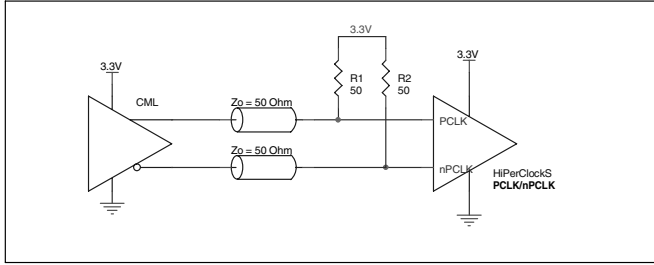 3.3V
3.3V
3.3V
R1
50
R2
50
CML
Zo = 50 Ohm
PCLK
Zo = 50 Ohm
nPCLK
HiPerClockS
PCLK/nPCLK